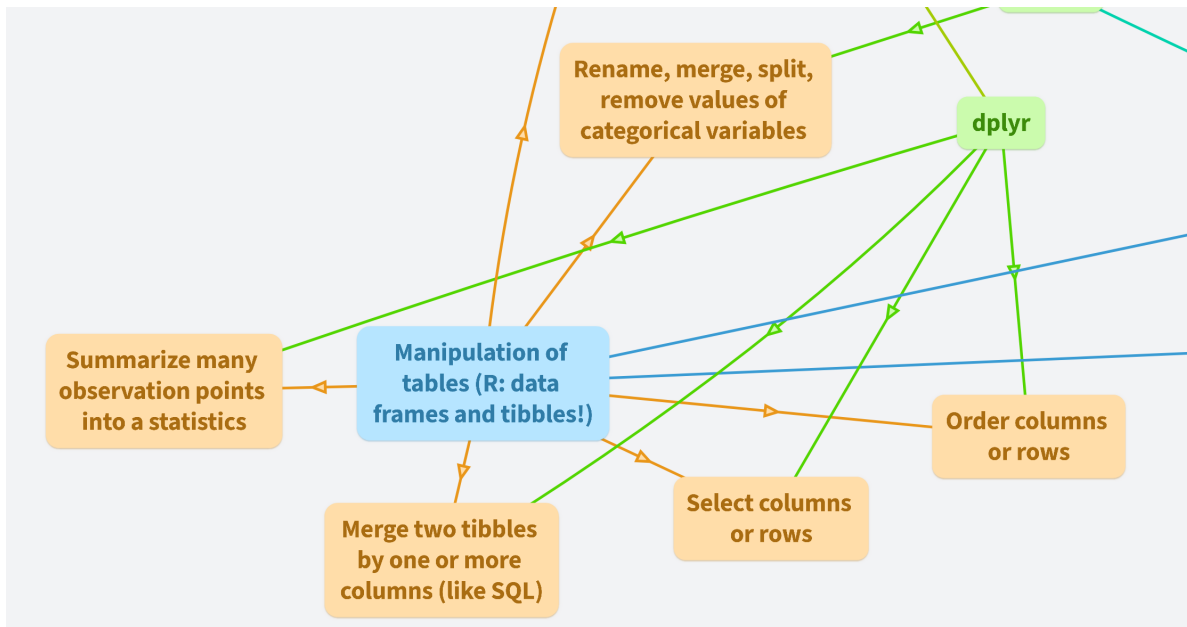 Rename, merge, split,
remove values of
categorical variables
dplyr
Summarize many
observation points
into a statistics
Manipulation of
tables (R: data
frames and tibbles!)
Order columns
or rows
Select columns
or rows
Merge two tibbles
by one or more
columns (like SQL)